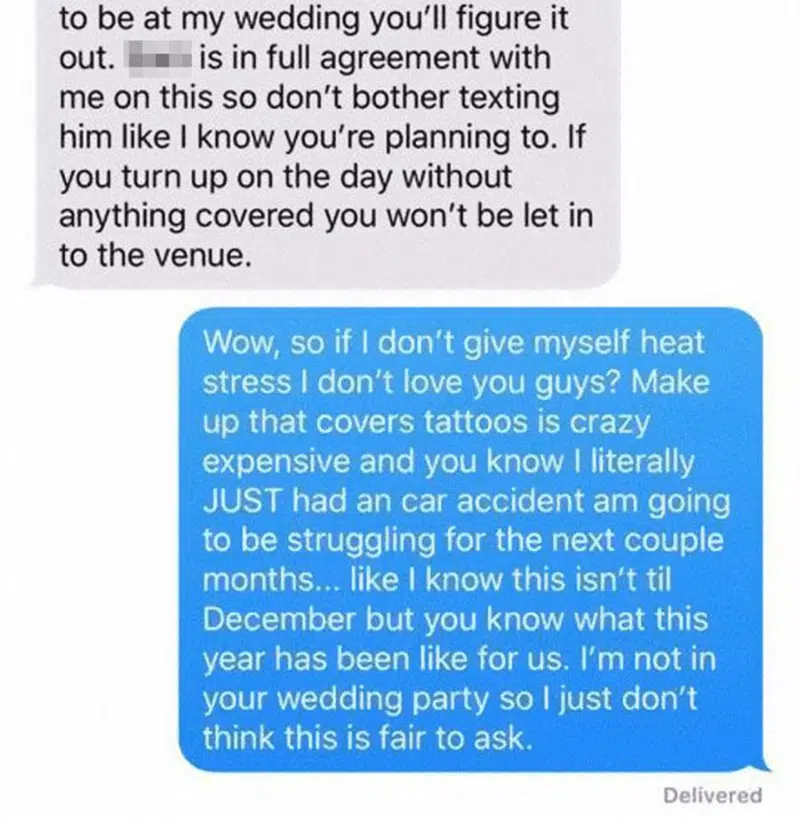 to be at my wedding you'll figure it
out. is in full agreement with
me on this so don't bother texting
him like I know you're planning to. If
you turn up on the day without
anything covered you won't be let in
to the venue.
Wow, so if I don't give myself heat
stress I don't love you guys? Make
up that covers tattoos is crazy
expensive and you know I literally
JUST had an car accident am going
to be struggling for the next couple
months... like I know this isn't til
December but you know what this
year has been like for us. I'm not in
your wedding party so I just don't
think this is fair to ask.
Delivered